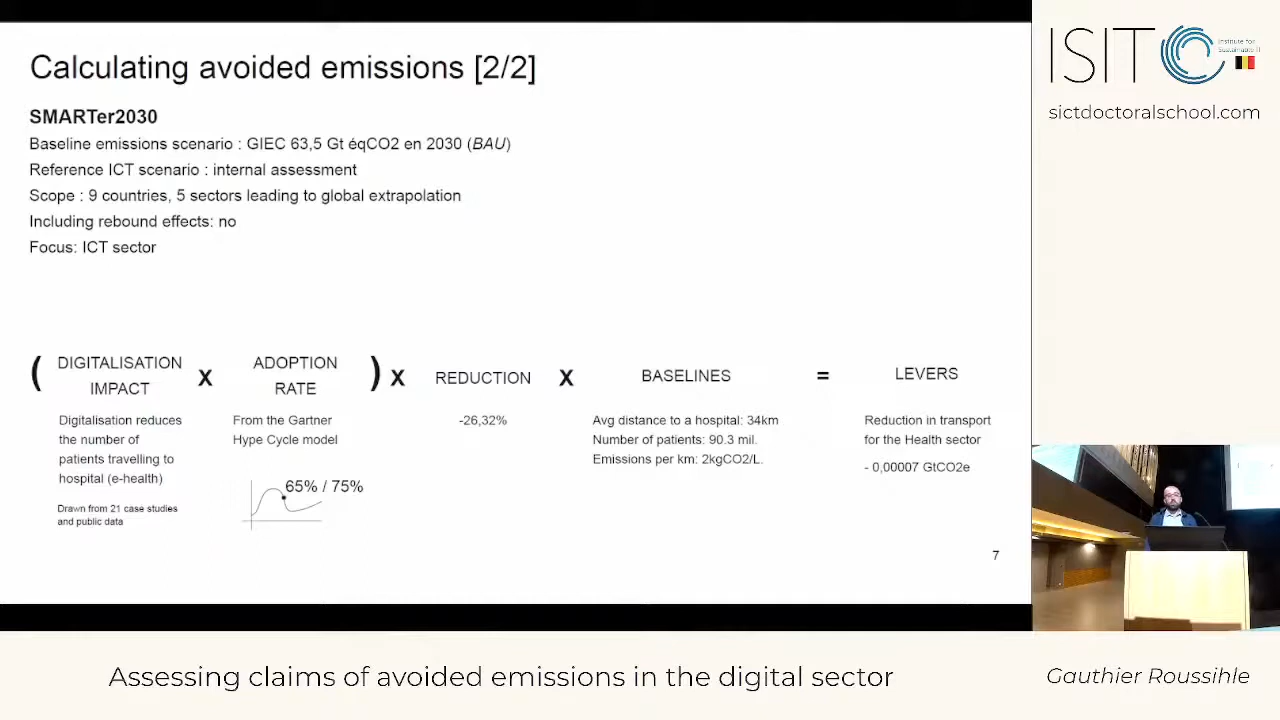 Calculating avoided emissions [2/2]
SMARTer2030
Baseline emissions scenario : GIEC 63,5 Gt éqCO2 en 2030 (BAU)
Reference ICT scenario : internal assessment
Scope : 9 countries, 5 sectors leading to global extrapolation
Including rebound effects: no
Focus: ICT sector
( DIGITALISATION IMPACT X ADOPTION RATE ) X REDUCTION X BASELINES = LEVERS
Digitalisation reduces
the number of
patients travelling to
hospital (e-health)
Drawn from 21 case studies
and public data
From the Gartner
Hype Cycle model
65% / 75%
-26,32%
Avg distance to a hospital: 34km
Number of patients: 90.3 mil.
Emissions per km: 2kgCO2/L.
Reduction in transport
for the Health sector
- 0,00007 GtCO2e
7
ISIT
Institute for
Sustainable IT
sictdoctoralschool.com
Assessing claims of avoided emissions in the digital sector
Gauthier Roussihle